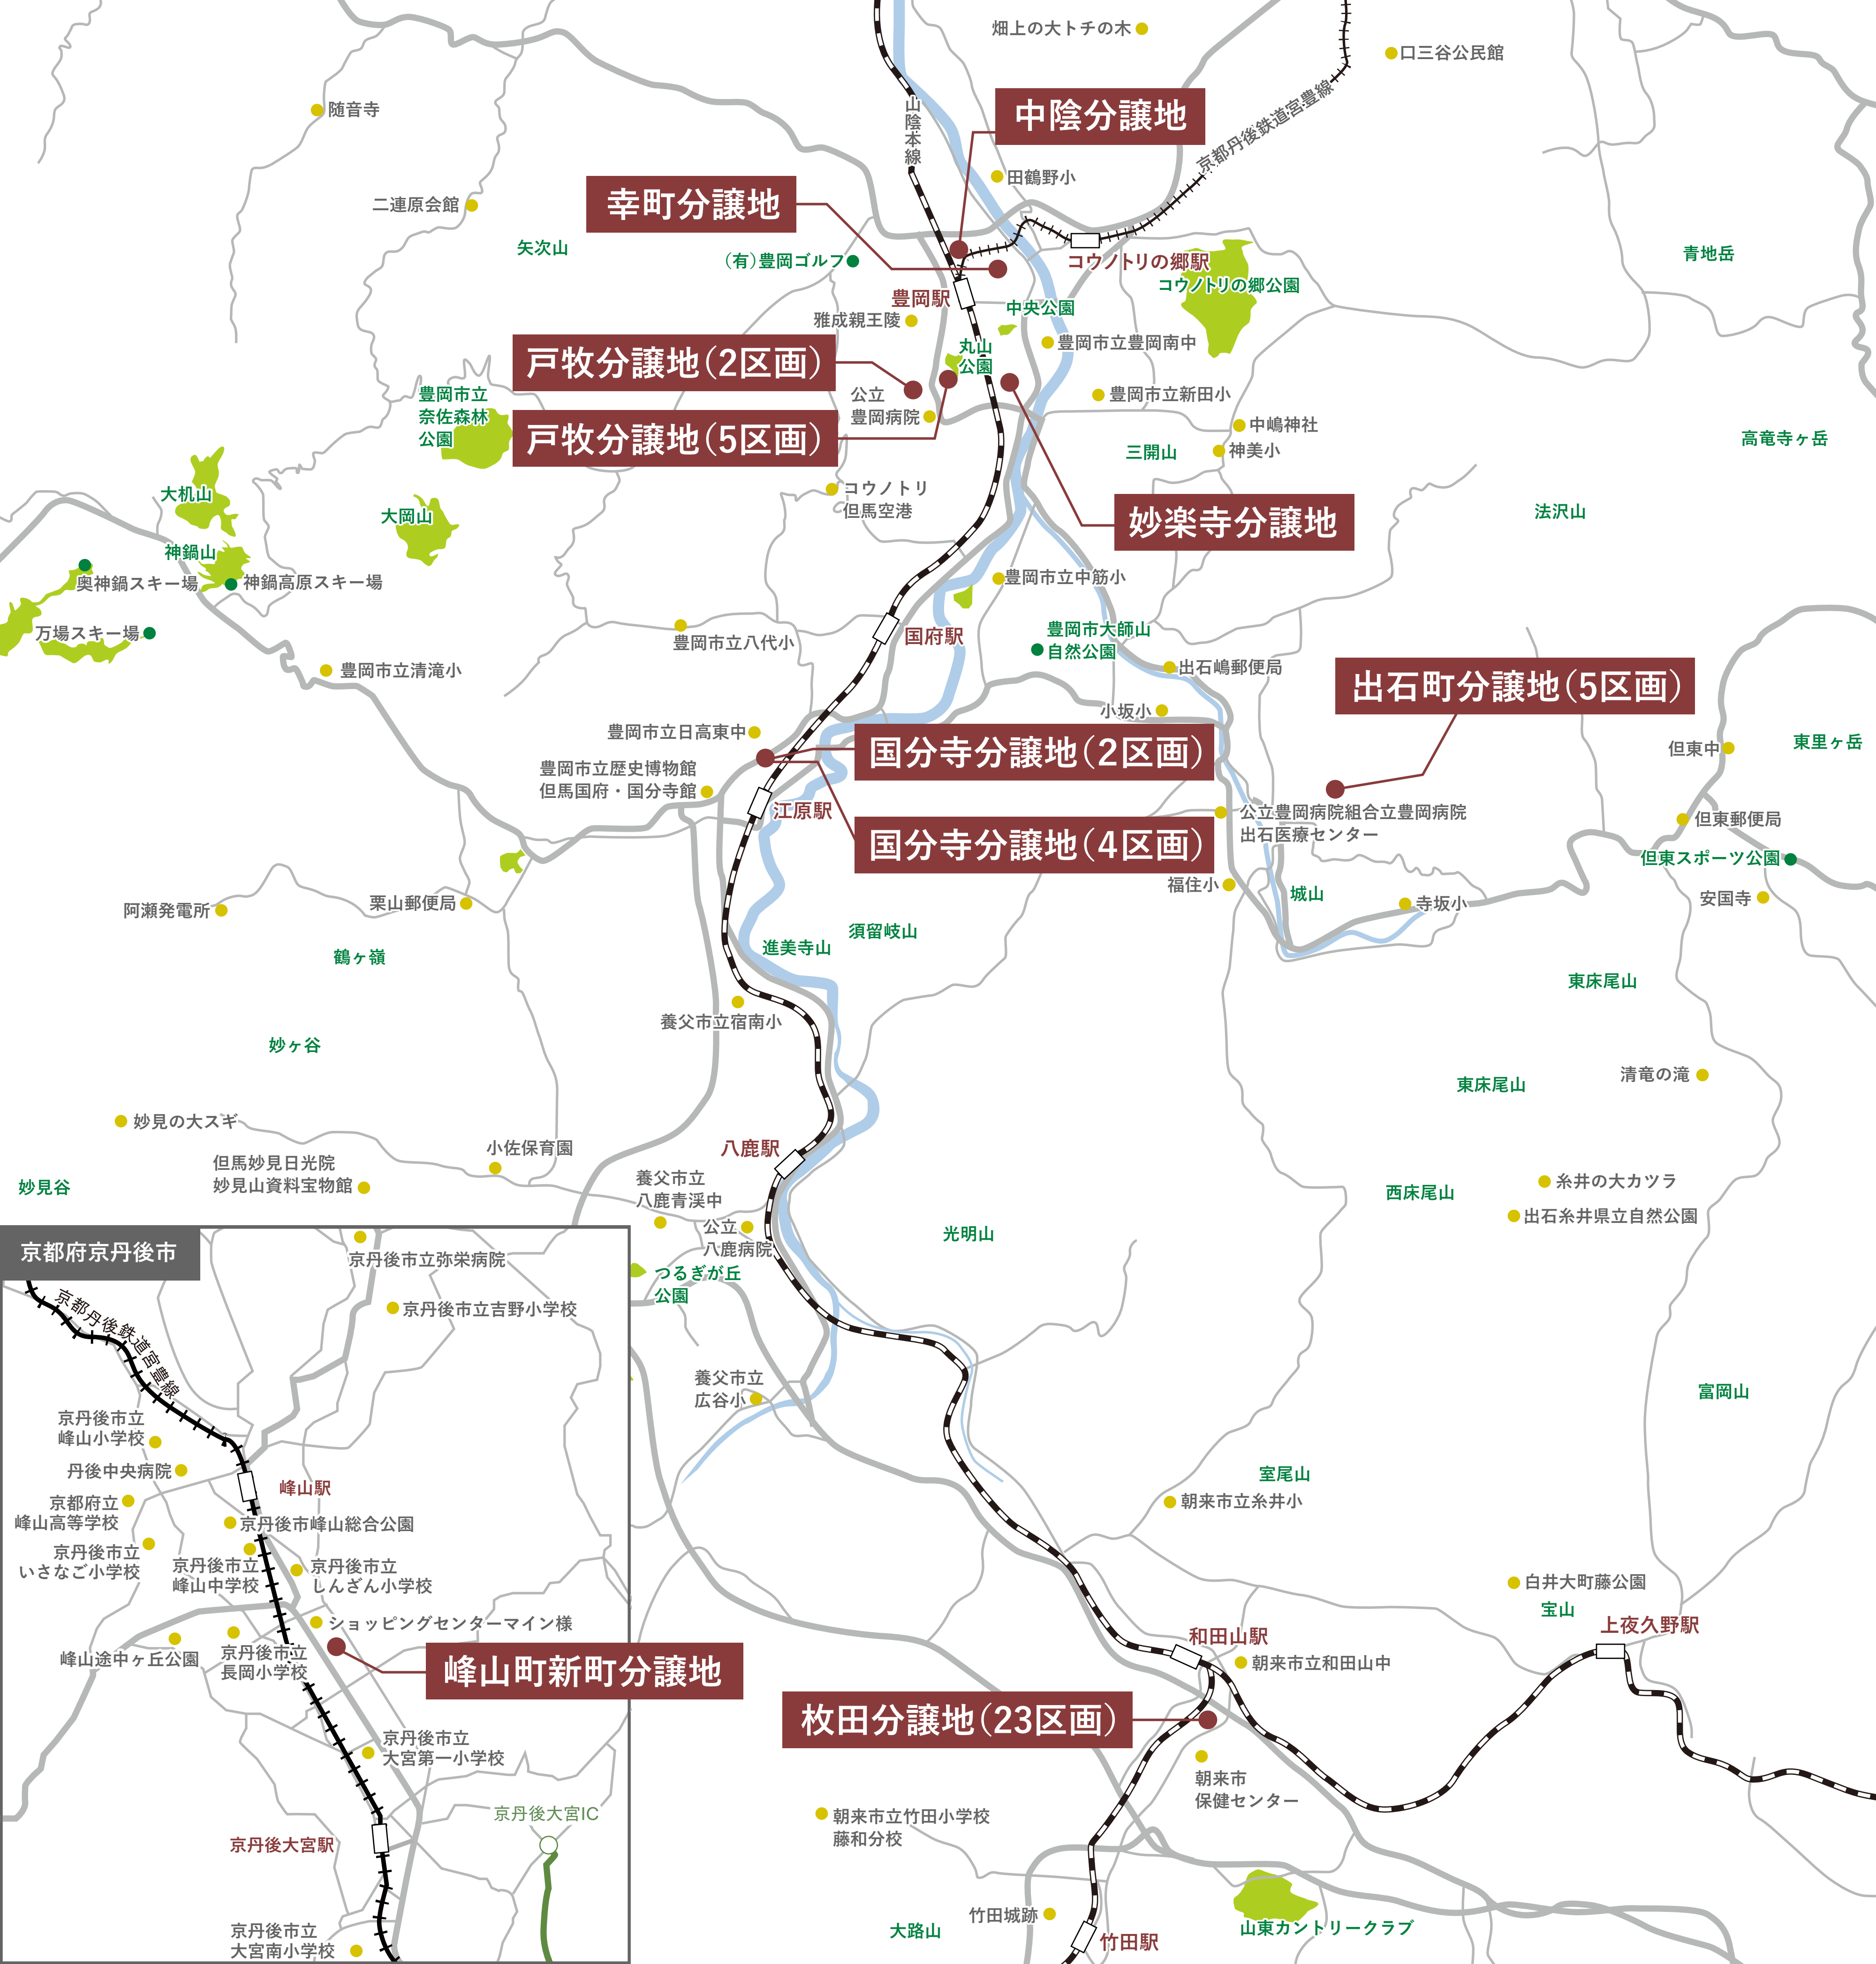 畑上の大トチの木
口三谷公民館
随音寺
山陰本線
中陰分譲地
京都丹後鉄道宮豊線
田鶴野小
二連原会館
幸町分譲地
矢次山
(有)豊岡ゴルフ
コウノトリの郷駅
コウノトリの郷公園
青地岳
豊岡駅
中央公園
雅成親王陵
丸山
公園
豊岡市立豊岡南中
戸牧分譲地(2区画)
公立
豊岡病院
豊岡市立
奈佐森林
公園
豊岡市立新田小
戸牧分譲地(5区画)
中嶋神社
神美小
三開山
高竜寺ヶ岳
大机山
コウノトリ
但馬空港
大岡山
妙楽寺分譲地
法沢山
神鍋山
奥神鍋スキー場
神鍋高原スキー場
豊岡市立中筋小
万場スキー場
豊岡市立八代小
国府駅
豊岡市大師山
自然公園
豊岡市立清滝小
出石嶋郵便局
出石町分譲地(5区画)
小坂小
豊岡市立日高東中
国分寺分譲地(2区画)
但東中
東里ヶ岳
豊岡市立歴史博物館
但馬国府・国分寺館
江原駅
公立豊岡病院組合立豊岡病院
出石医療センター
但東郵便局
国分寺分譲地(4区画)
但東スポーツ公園
福住小
城山
安国寺
阿瀬発電所
栗山郵便局
寺坂小
須留岐山
進美寺山
鶴ヶ嶺
東床尾山
養父市立宿南小
妙ヶ谷
東床尾山
清竜の滝
妙見の大スギ
八鹿駅
小佐保育園
但馬妙見日光院
妙見山資料宝物館
妙見谷
養父市立
八鹿青渓中
糸井の大カツラ
西床尾山
出石糸井県立自然公園
公立
八鹿病院
光明山
つるぎが丘
公園
養父市立
広谷小
富岡山
室尾山
朝来市立糸井小
白井大町藤公園
宝山
上夜久野駅
和田山駅
朝来市立和田山中
枚田分譲地(23区画)
朝来市
保健センター
朝来市立竹田小学校
藤和分校
竹田城跡
大路山
竹田駅
山東カントリークラブ
京都府京丹後市
京丹後市立弥栄病院
京都丹後鉄道宮豊線
京丹後市立吉野小学校
京丹後市立
峰山小学校
丹後中央病院
峰山駅
京都府立
峰山高等学校
京丹後市峰山総合公園
京丹後市立
いさなご小学校
京丹後市立
峰山中学校
京丹後市立
しんざん小学校
ショッピングセンターマイン様
峰山途中ヶ丘公園
京丹後市立
長岡小学校
峰山町新町分譲地
京丹後市立
大宮第一小学校
京丹後大宮IC
京丹後大宮駅
京丹後市立
大宮南小学校